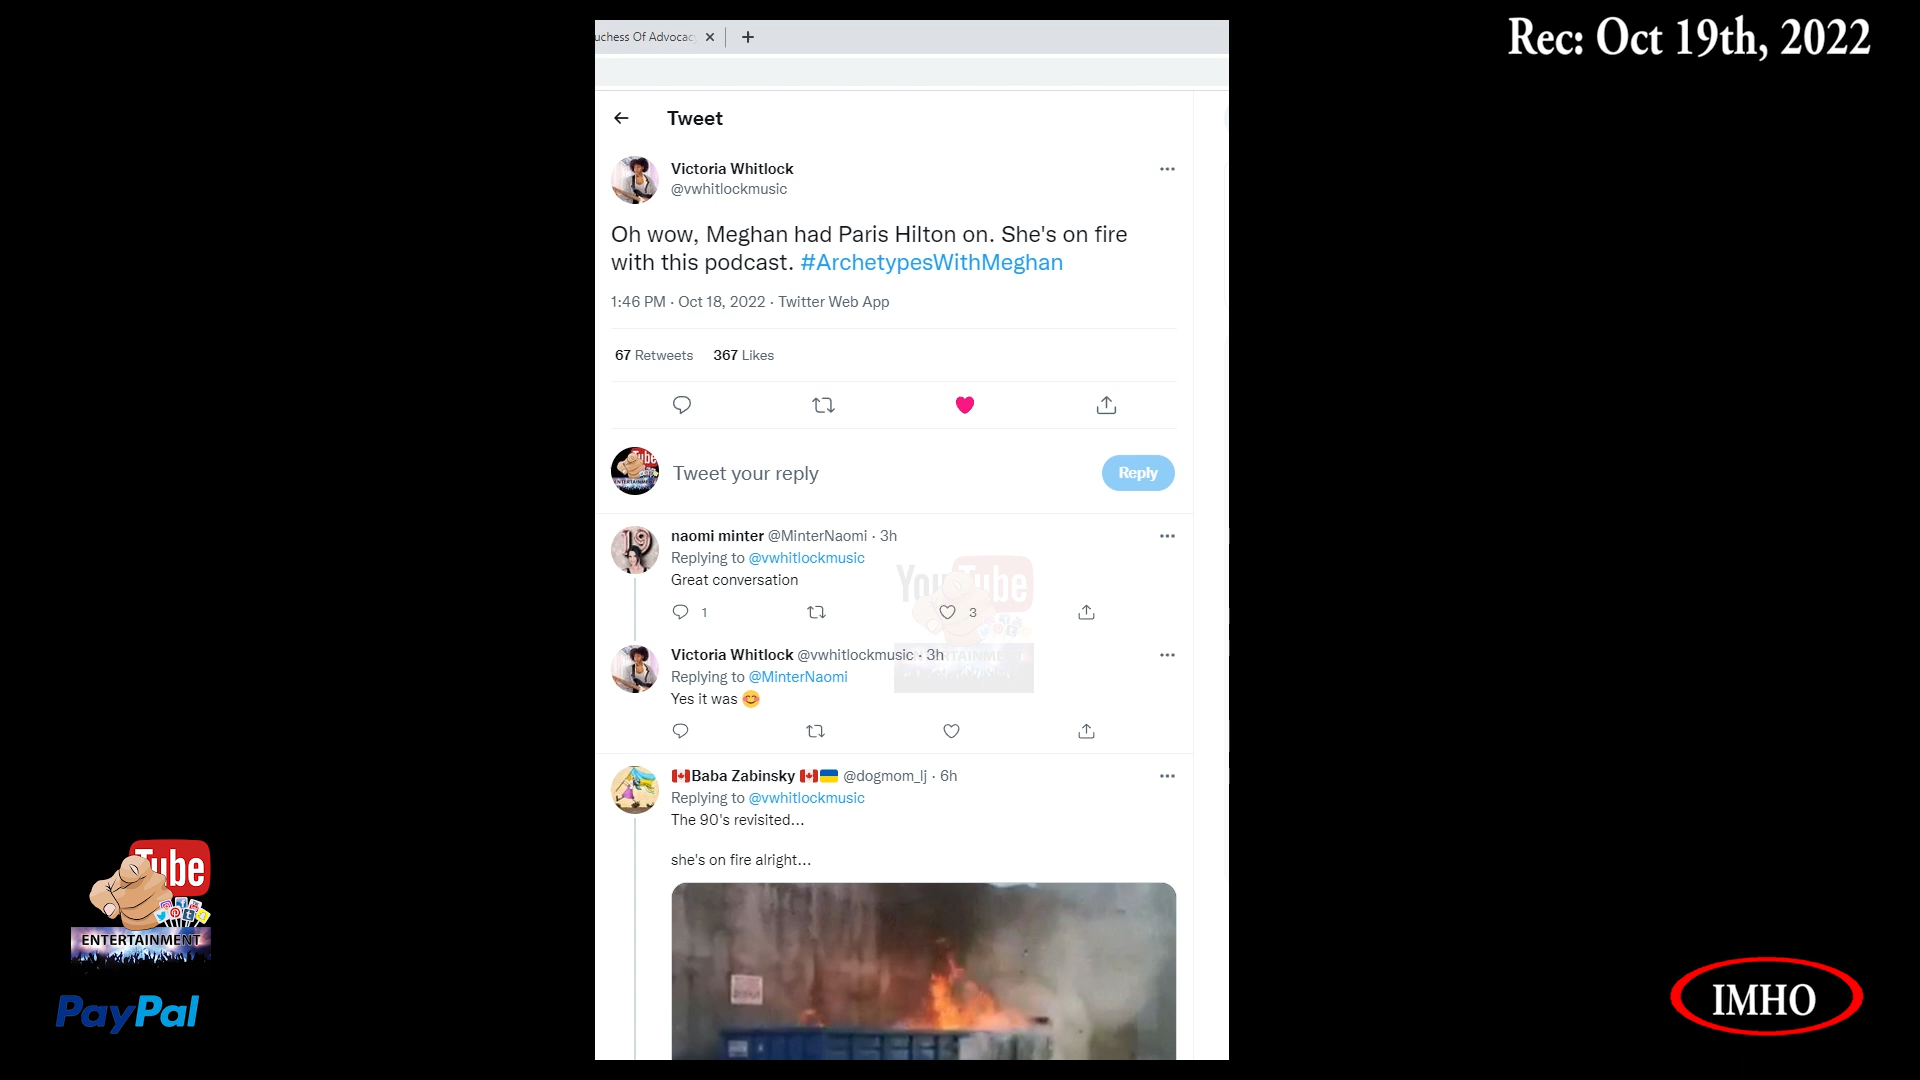 uchess Of Advocac
Rec: Oct 19th, 2022
Tweet
Victoria Whitlock
@vwhitlockmusic
Oh wow, Meghan had Paris Hilton on. She's on fire
with this podcast. #ArchetypesWithMeghan
1:46 PM · Oct 18, 2022 · Twitter Web App
67 Retweets 367 Likes
Tweet your reply
Reply
naomi minter @MinterNaomi · 3h
Replying to @vwhitlockmusic
Great conversation
1 3
YouTube
ENTERTAINMENT
Victoria Whitlock @vwhitlockmusic · 3h
Replying to @MinterNaomi
Yes it was 😊
🇨🇦Baba Zabinsky 🇨🇦🇺🇦 @dogmom_lj · 6h
Replying to @vwhitlockmusic
The 90's revisited...
she's on fire alright...
Tube
ENTERTAINMENT
PayPal
IMHO